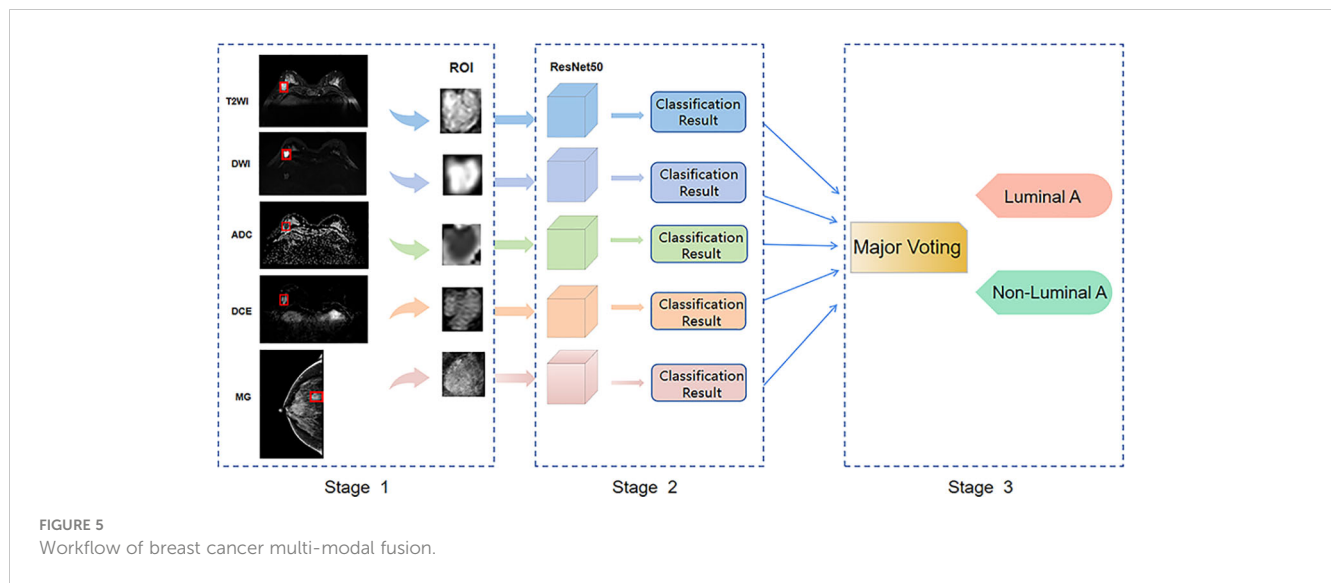 ROI
ResNet50
T2WI
Classification
Result
DWI
Clasification
Result
ADC
Classification
Result
DCE
Classification
Result
MG
Classification
Result
Major Voting
Luminal A
Non-Luminal A
Stage 1
Stage 2
Stage 3
FIGURE 5
Workflow of breast cancer multi-modal fusion.